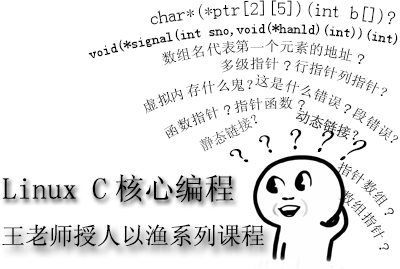 char*(*ptr[2][5])(int b[])?
void(*signal(int sno,void(*hanld)(int))(int)
数组名代表第一个元素的地址？
多级指针？行指针列指针？
虚拟内存什么鬼？这是什么错误？段错误？
函数指针？指针函数？
动态链接？
静态链接？
? ? ? ? ? ?
指针数组？
数组指针？
Linux C核心编程
王老师授人以渔系列课程